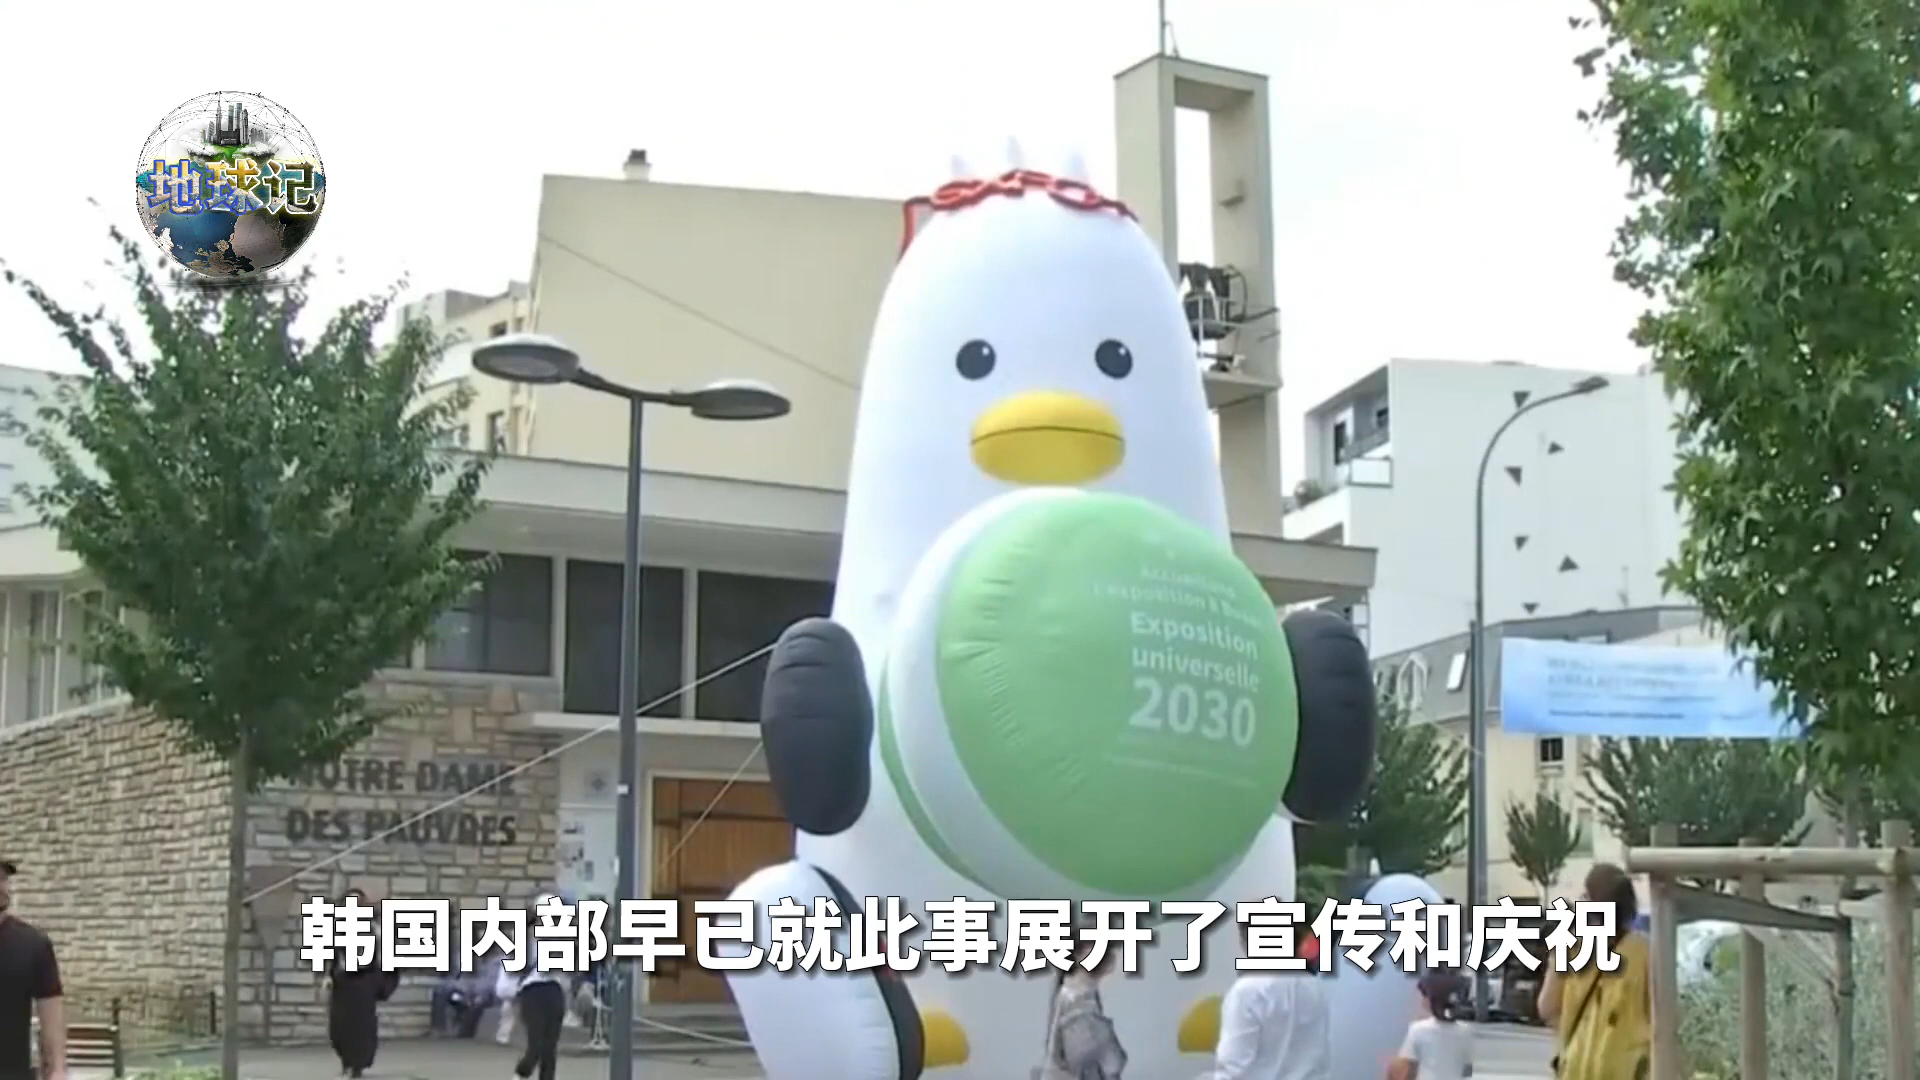 地球记
Exposition
universelle
2030
NOTRE DAME
DES PAUVRES
韩国内部早已就此事展开了宣传和庆祝